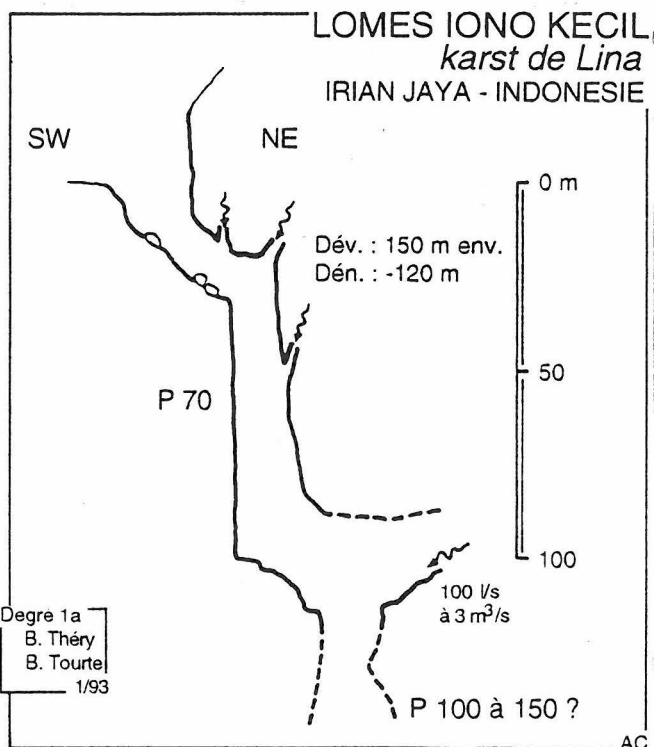 LOMES IONO KECIL
karst de Lina
IRIAN JAYA - INDONESIE
SW
NE
0 m
Dév. : 150 m env.
Dén. : -120 m
50
P 70
100
100 l/s
à 3 m³/s
Degre 1a
B. Théry
B. Tourte
1/93
P 100 à 150 ?
AC